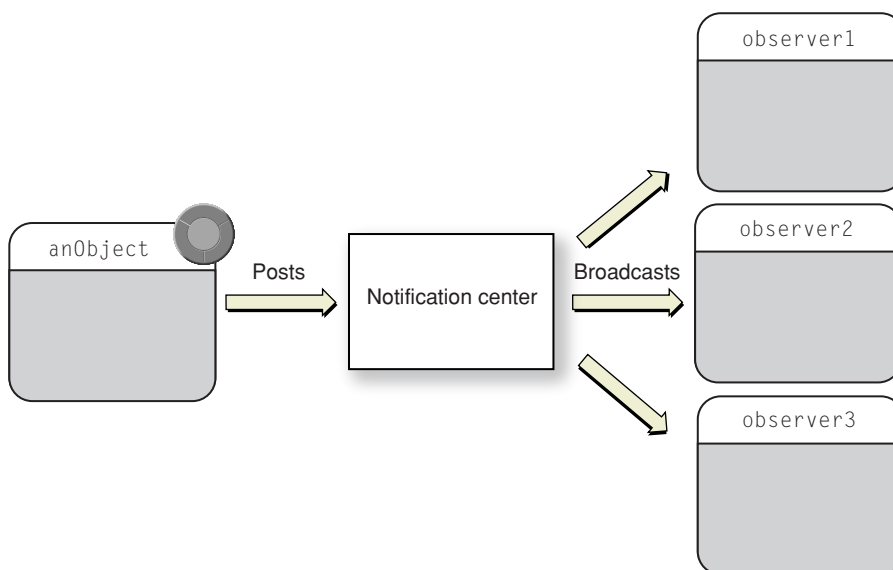 observer1
anObject
Posts
Notification center
Broadcasts
observer2
observer3